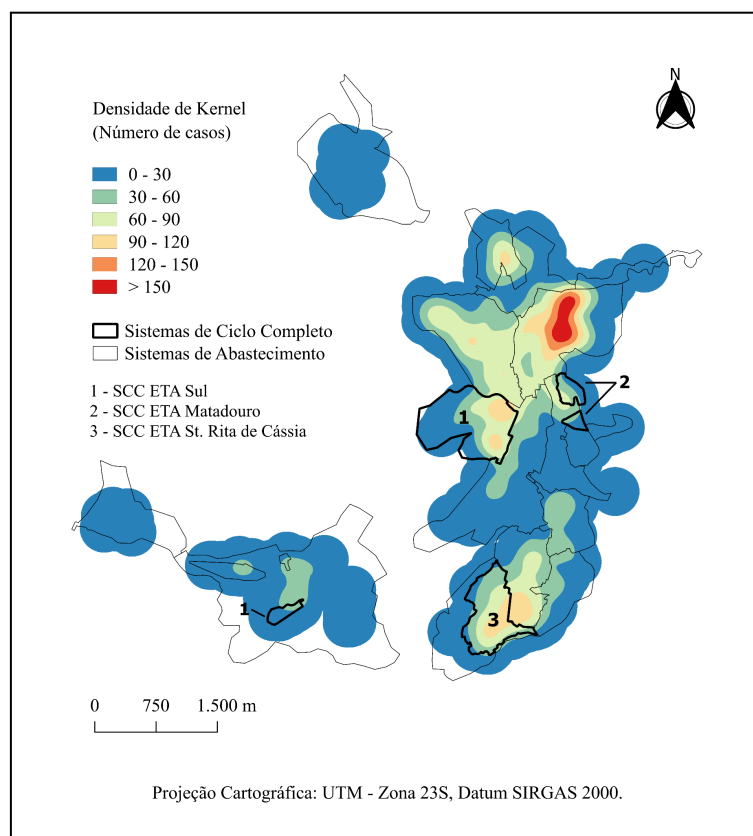 N
Densidade de Kernel
(Número de casos)
0 - 30
30 - 60
60 - 90
90 - 120
120 - 150
> 150
Sistemas de Ciclo Completo
Sistemas de Abastecimento
1 - SCC ETA Sul
2 - SCC ETA Matadouro
3 - SCC ETA St. Rita de Cássia
2
1
1
3
0 750 1.500 m
Projeção Cartográfica: UTM - Zona 23S, Datum SIRGAS 2000.